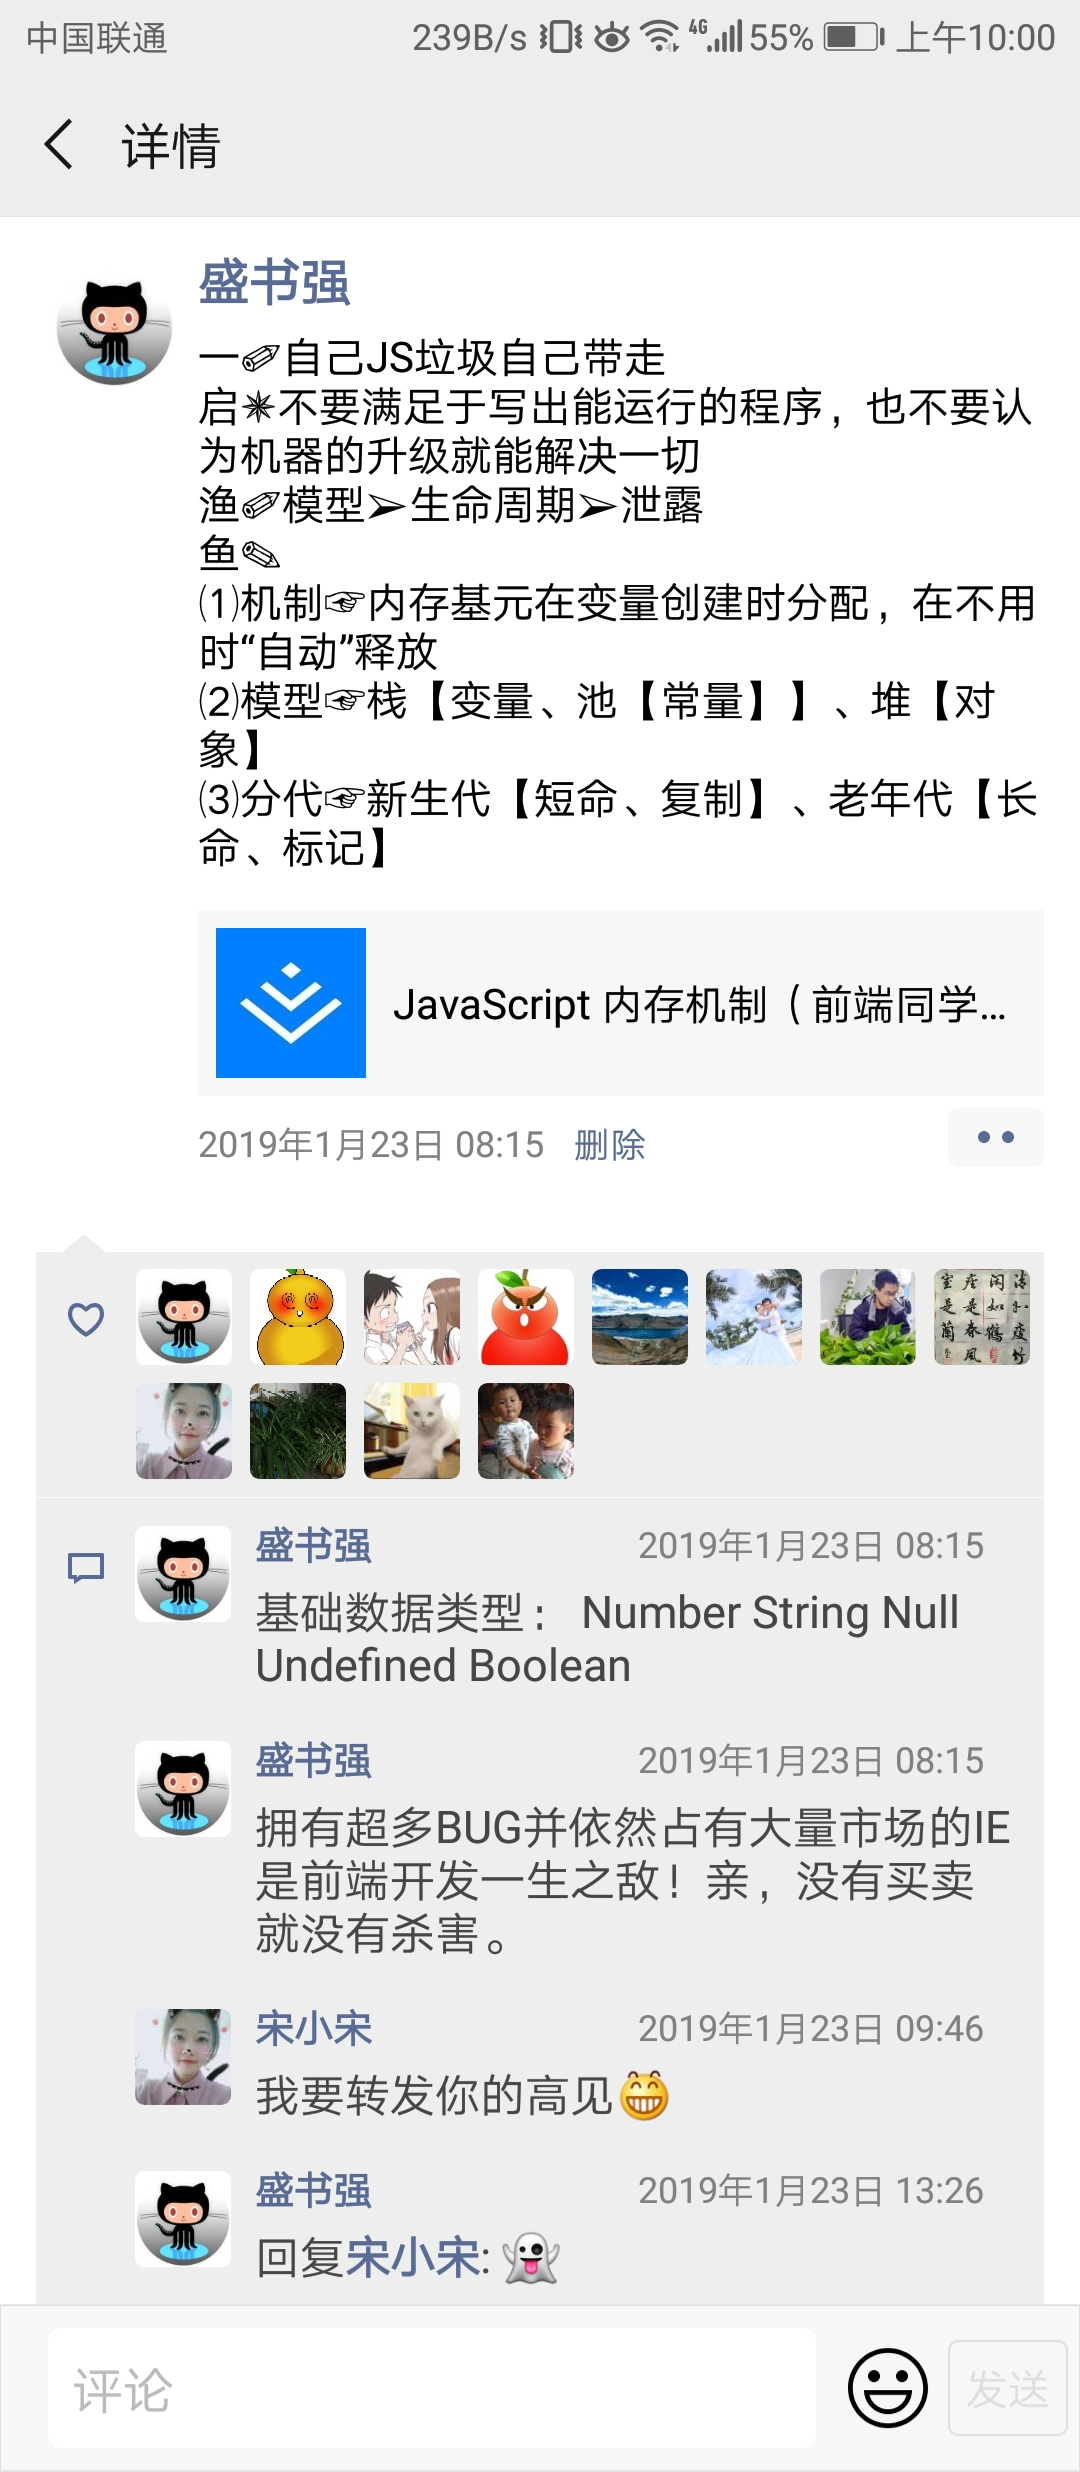 中国联通 239B/s 4G 55% 上午10:00
详情
盛书强
一✐自己JS垃圾自己带走
启✴不要满足于写出能运行的程序，也不要认
为机器的升级就能解决一切
渔✐模型➢生命周期➢泄露
鱼✎
⑴机制☞内存基元在变量创建时分配，在不用
时“自动”释放
⑵模型☞栈【变量、池【常量】】、堆【对
象】
⑶分代☞新生代【短命、复制】、老年代【长
命、标记】
JavaScript 内存机制（前端同学...
2019年1月23日 08:15 删除
盛书强 2019年1月23日 08:15
基础数据类型： Number String Null
Undefined Boolean
盛书强 2019年1月23日 08:15
拥有超多BUG并依然占有大量市场的IE
是前端开发一生之敌！亲，没有买卖
就没有杀害。
宋小宋 2019年1月23日 09:46
我要转发你的高见😁
盛书强 2019年1月23日 13:26
回复宋小宋: 👻
评论 发送